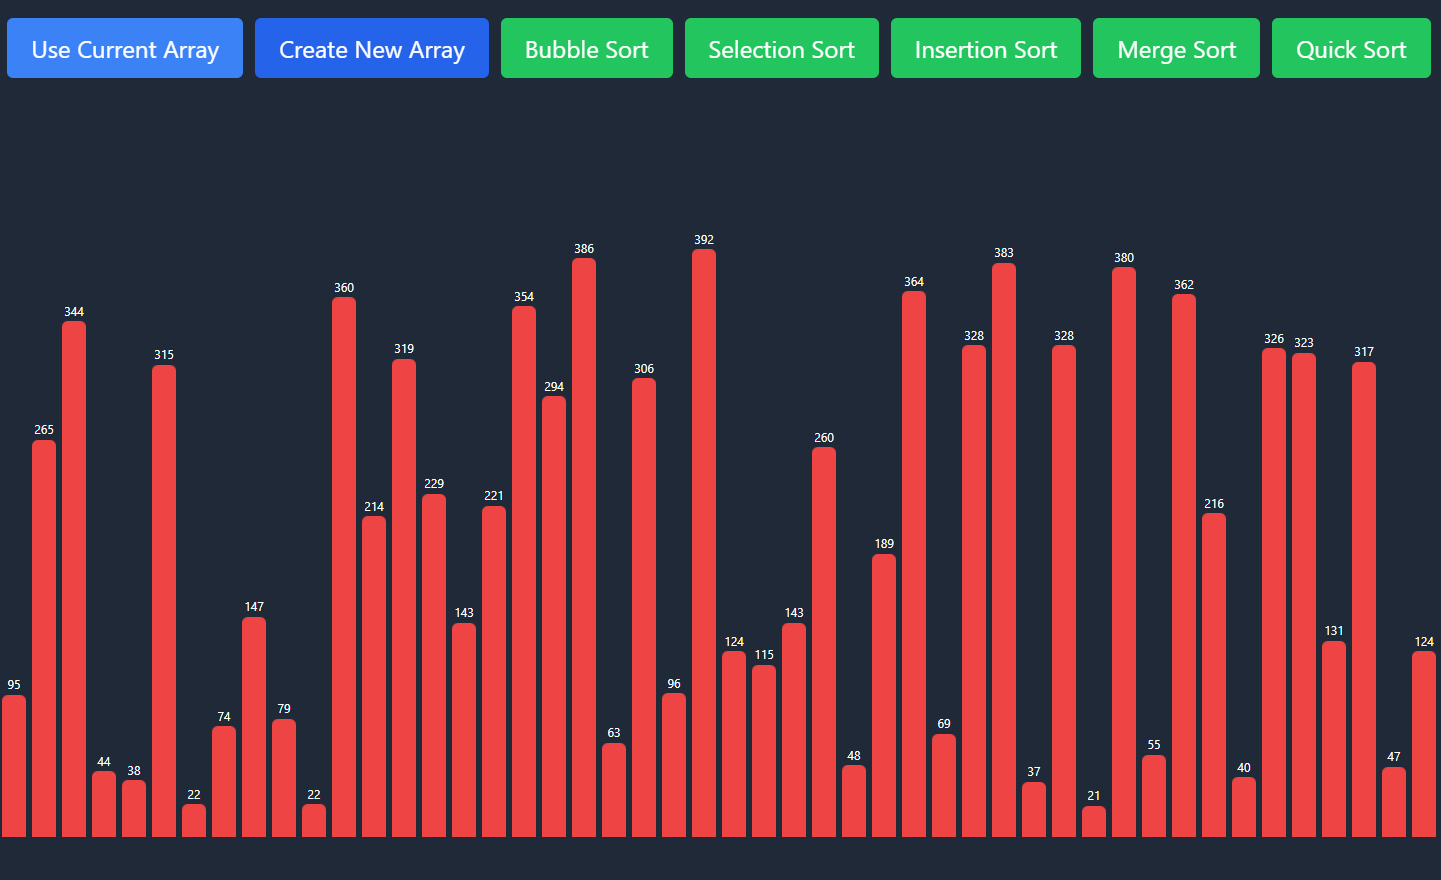 Use Current Array Create New Array Bubble Sort Selection Sort Insertion Sort Merge Sort Quick Sort
95 265 344 44 38 315 22 74 147 79 22 360 214 319 229 143 221 354 294 386 63 306 96 392 124 115 143 260 48 189 364 69 328 383 37 328 21 380 55 362 216 40 326 323 131 317 47 124